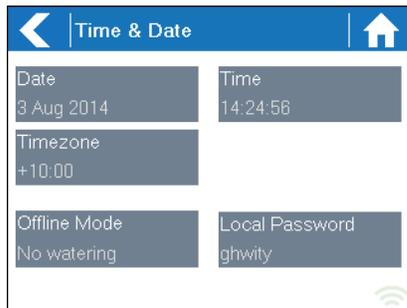 Time & Date
Date
3 Aug 2014
Time
14:24:56
Timezone
+10:00
Offline Mode
No watering
Local Password
ghwity